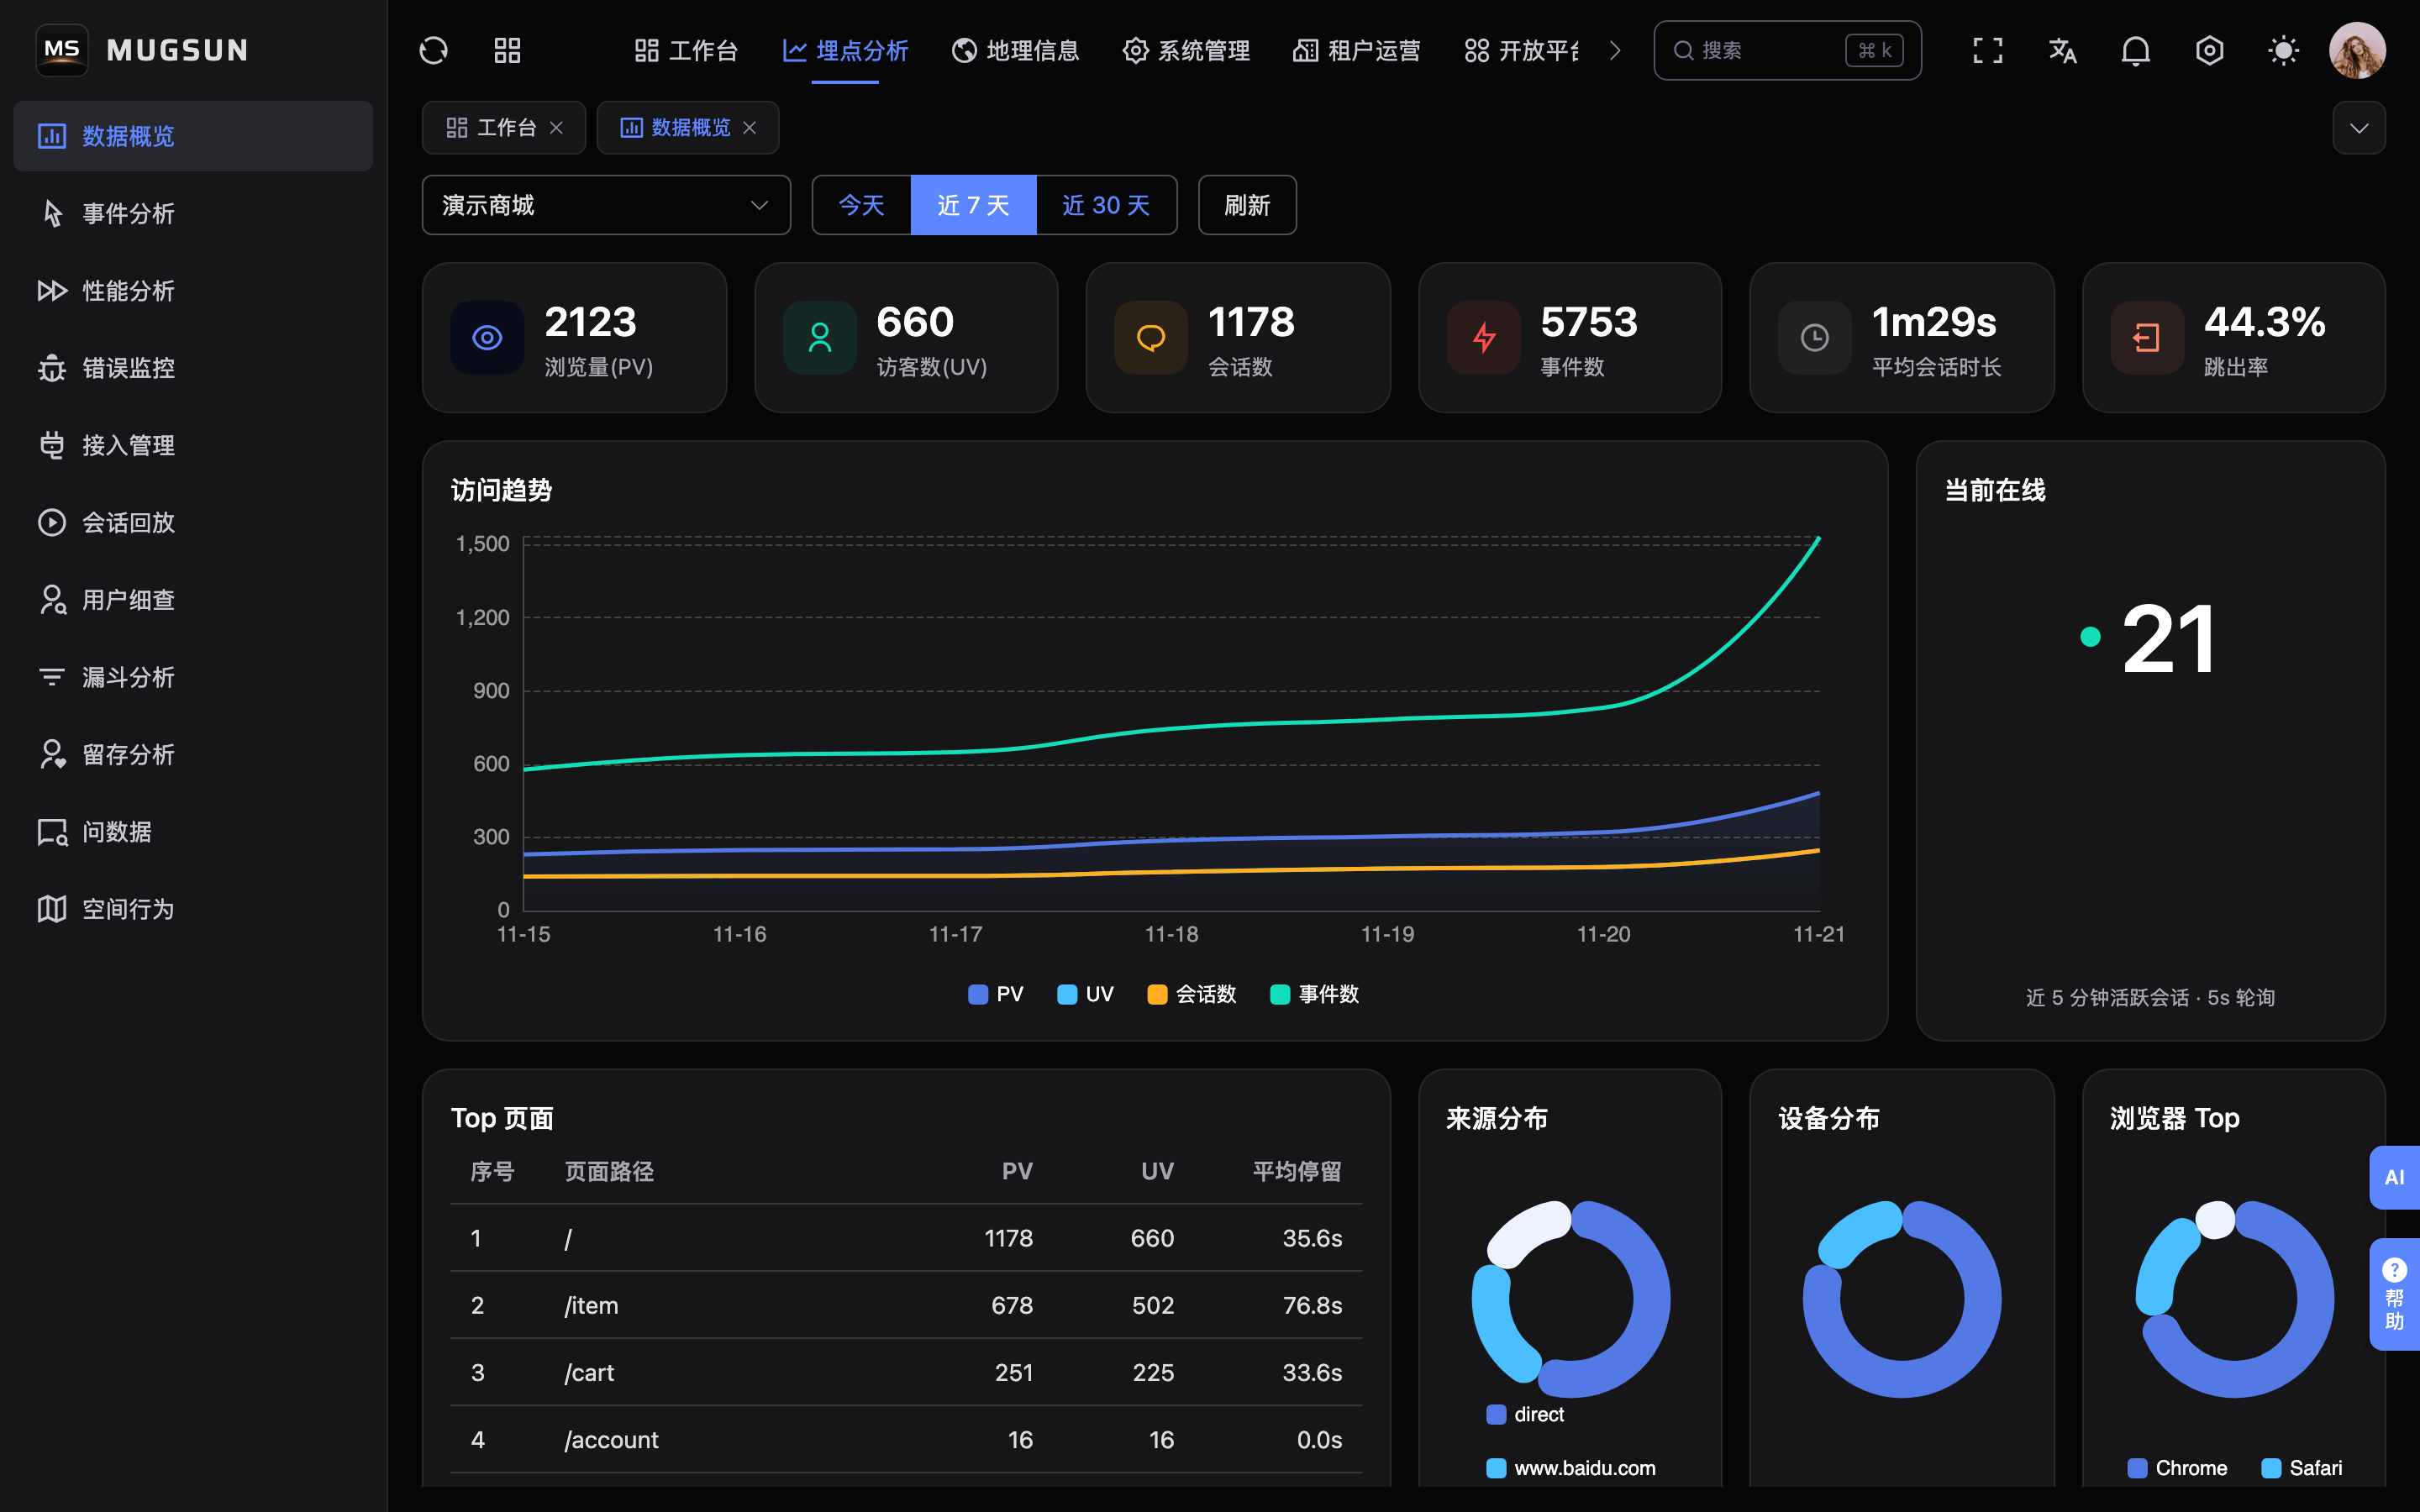 MS MUGSUN
工作台 埋点分析 地理信息 系统管理 租户运营 开放平
搜索 ⌘ k
数据概览
事件分析
性能分析
错误监控
接入管理
会话回放
用户细查
漏斗分析
留存分析
问数据
空间行为
工作台 数据概览
演示商城 今天 近 7 天 近 30 天 刷新
2123
浏览量(PV)
660
访客数(UV)
1178
会话数
5753
事件数
1m29s
平均会话时长
44.3%
跳出率
访问趋势
1,500
1,200
900
600
300
0
11-15 11-16 11-17 11-18 11-19 11-20 11-21
PV UV 会话数 事件数
当前在线
21
近 5 分钟活跃会话 · 5s 轮询
Top 页面
序号 页面路径 PV UV 平均停留
1 / 1178 660 35.6s
2 /item 678 502 76.8s
3 /cart 251 225 33.6s
4 /account 16 16 0.0s
来源分布
direct
www.baidu.com
设备分布
浏览器 Top
Chrome Safari
AI
?
帮
助